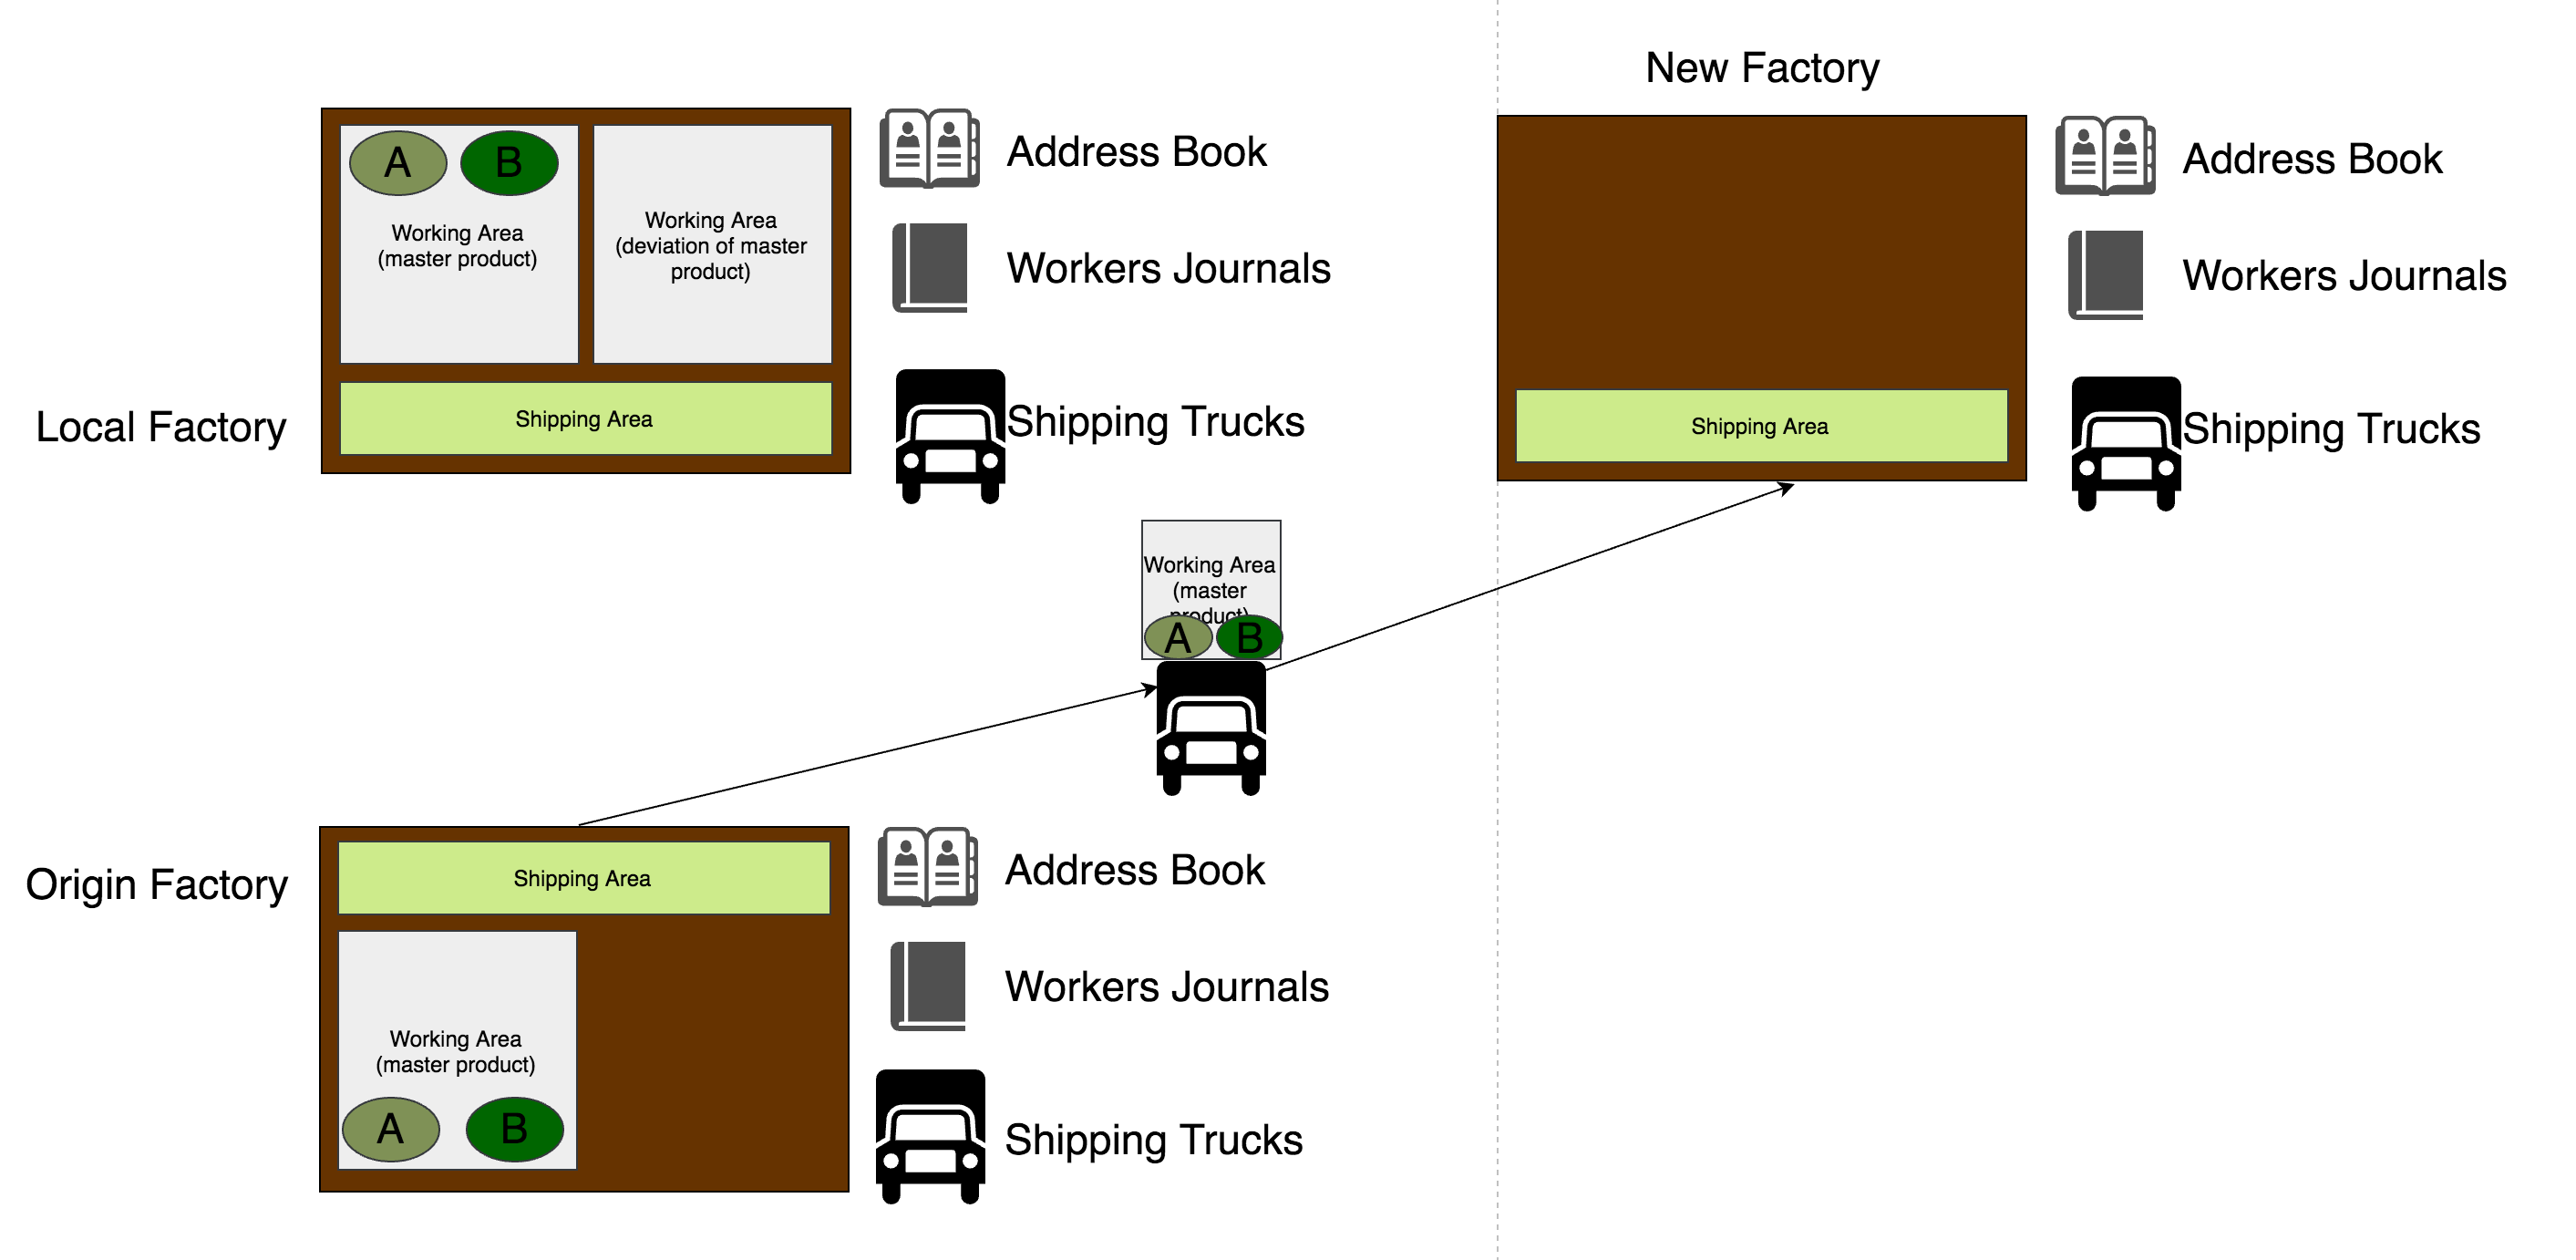 New Factory
A
B
Working Area
(master product)
Working Area
(deviation of master
product)
Shipping Area
Local Factory
Address Book
Workers Journals
Shipping Trucks
Shipping Area
Address Book
Workers Journals
Shipping Trucks
Working Area
(master
product)
A
B
Origin Factory
Shipping Area
Working Area
(master product)
A
B
Address Book
Workers Journals
Shipping Trucks